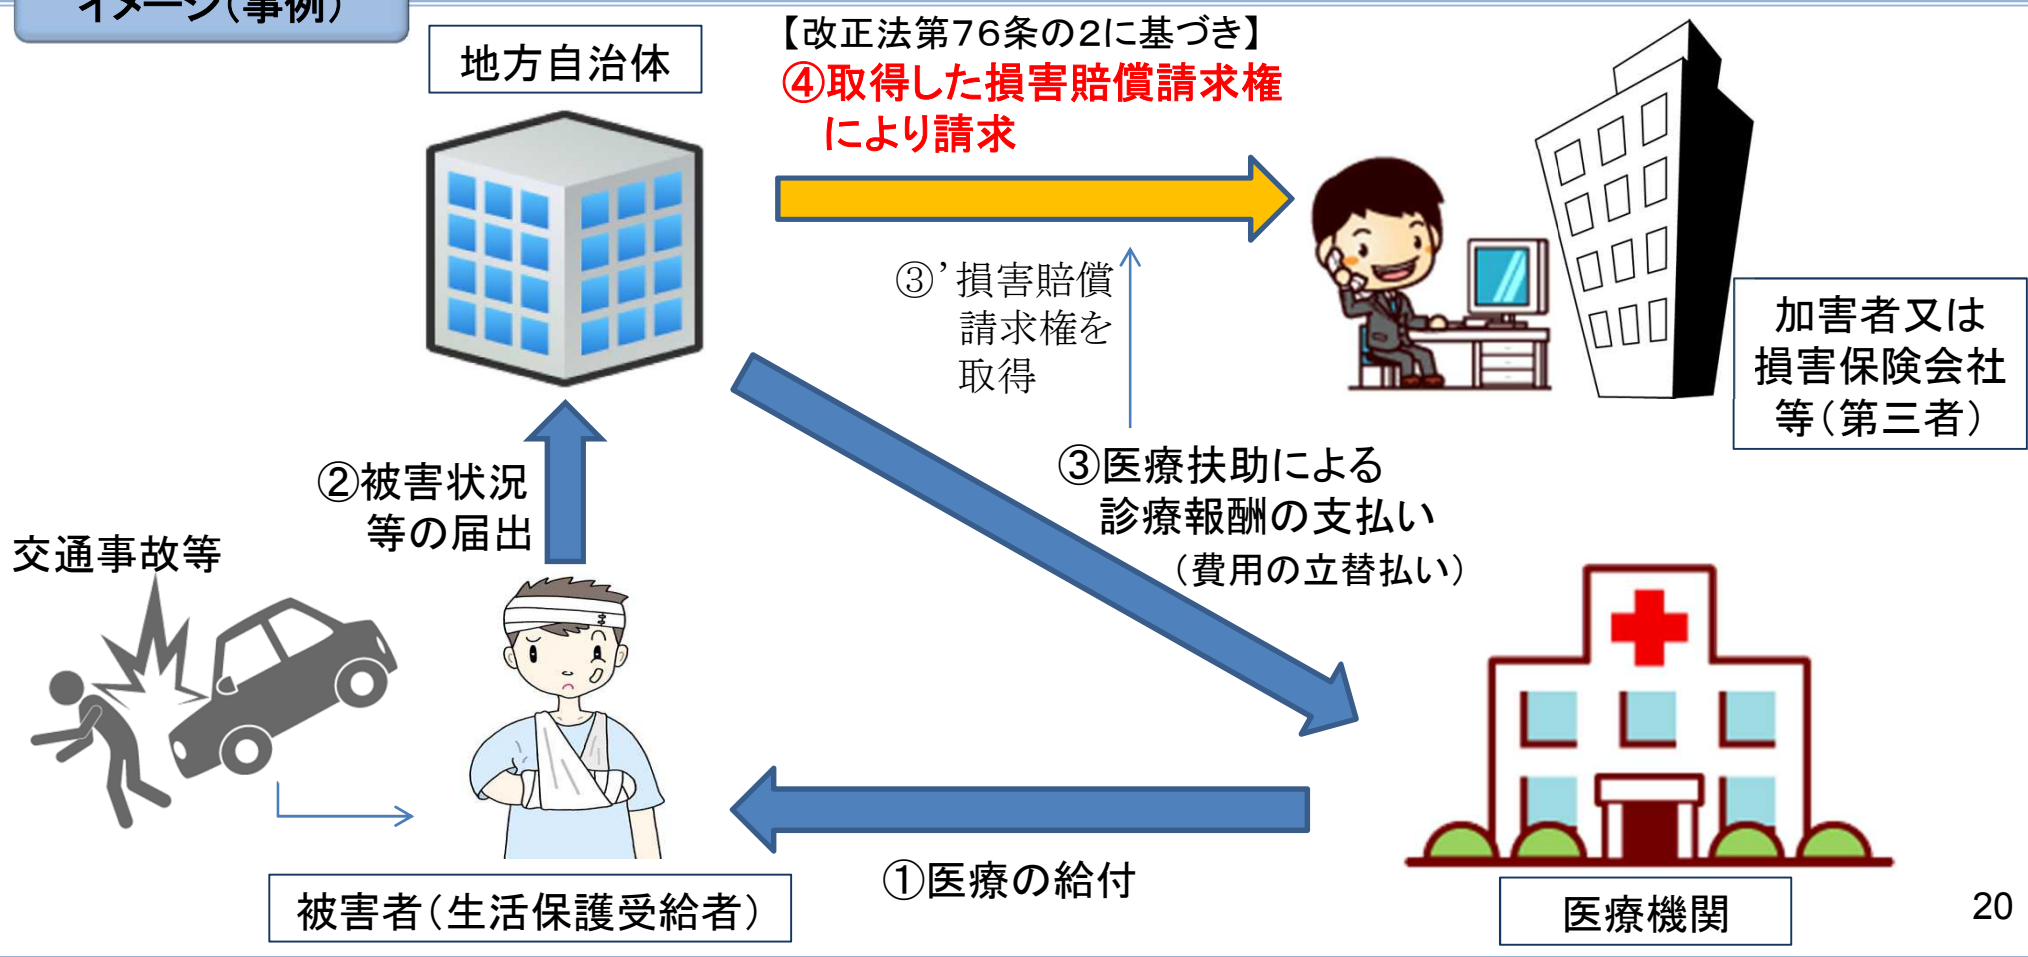 イメージ（事例）
地方自治体
【改正法第７６条の２に基づき】
④取得した損害賠償請求権
により請求
③’損害賠償
請求権を
取得
加害者又は
損害保険会社
等（第三者）
②被害状況
等の届出
③医療扶助による
診療報酬の支払い
（費用の立替払い）
交通事故等
①医療の給付
被害者（生活保護受給者）
医療機関
20